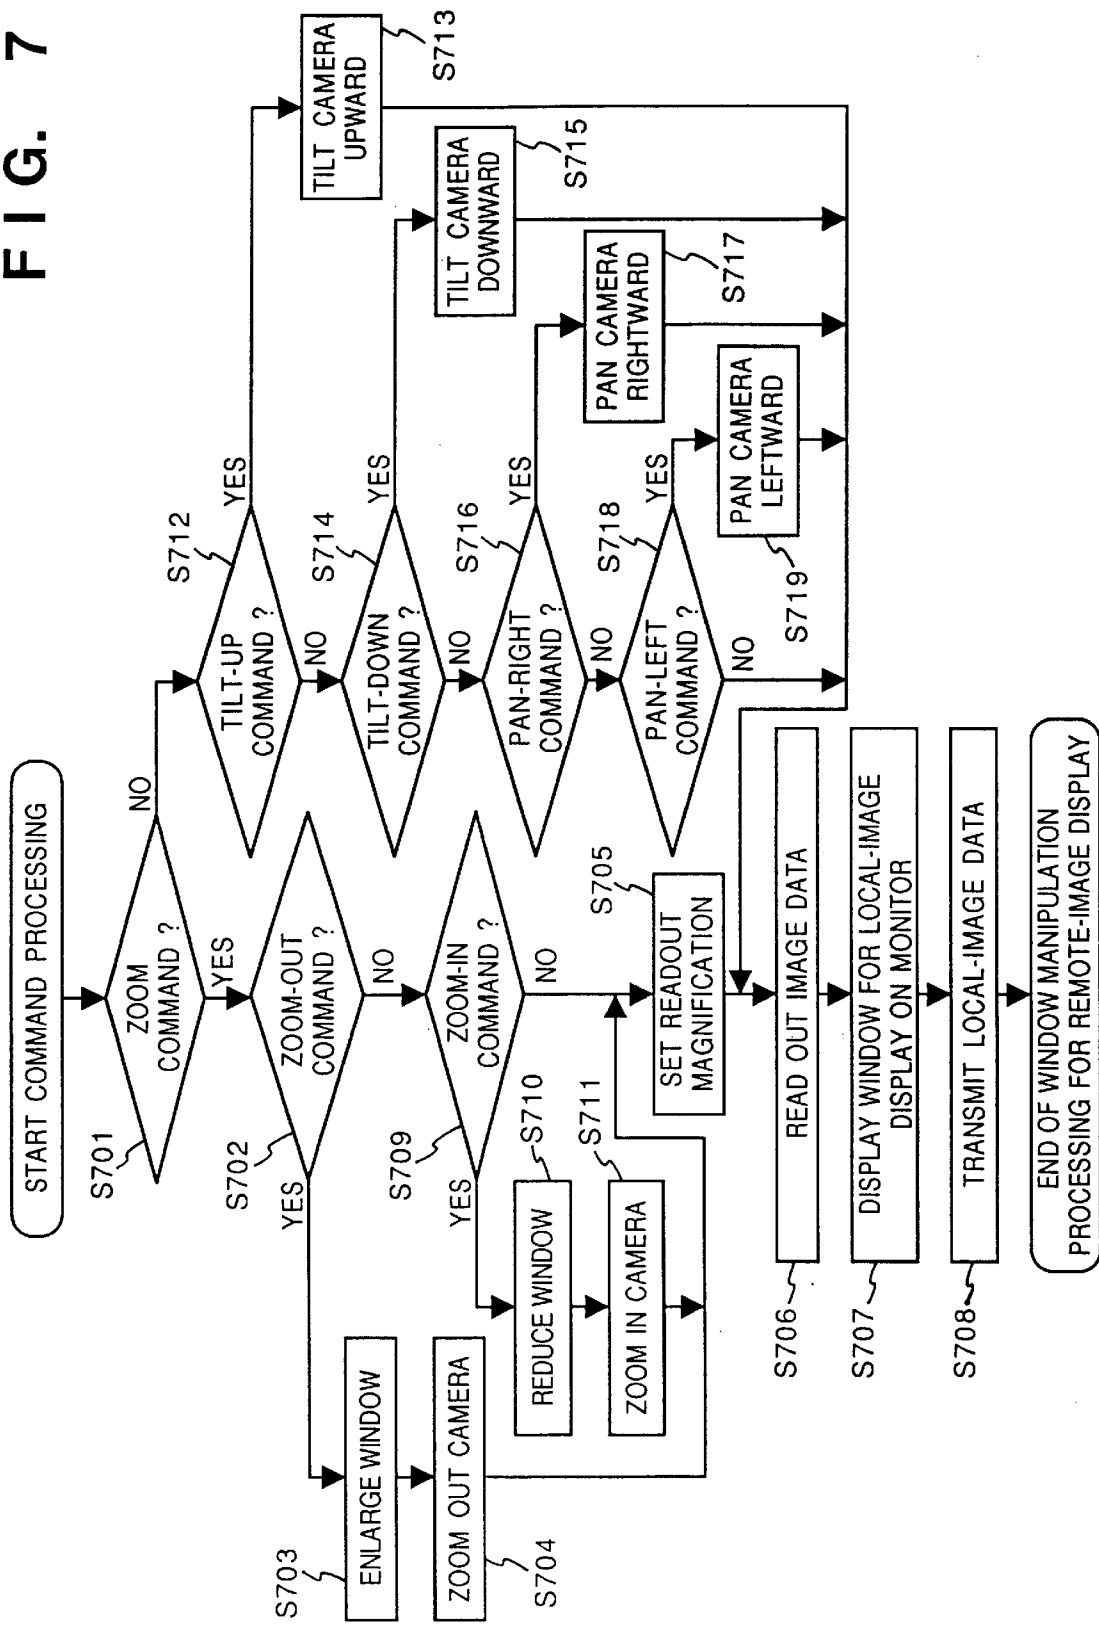 FIG. 7
START COMMAND PROCESSING
S701
ZOOM
COMMAND ?
NO
YES
S702
ZOOM-OUT
COMMAND ?
YES
NO
S703
ENLARGE WINDOW
ZOOM OUT CAMERA
S704
S709
ZOOM-IN
COMMAND ?
YES
NO
REDUCE WINDOW
S710
ZOOM IN CAMERA
S711
S705
SET READOUT
MAGNIFICATION
S706
READ OUT IMAGE DATA
S707
DISPLAY WINDOW FOR LOCAL-IMAGE
DISPLAY ON MONITOR
S708
TRANSMIT LOCAL-IMAGE DATA
END OF WINDOW MANIPULATION
PROCESSING FOR REMOTE-IMAGE DISPLAY
S712
TILT-UP
COMMAND ?
YES
NO
TILT CAMERA
UPWARD
S713
S714
TILT-DOWN
COMMAND ?
YES
NO
TILT CAMERA
DOWNWARD
S715
S716
PAN-RIGHT
COMMAND ?
YES
NO
PAN CAMERA
RIGHTWARD
S717
S718
PAN-LEFT
COMMAND ?
YES
NO
PAN CAMERA
LEFTWARD
S719